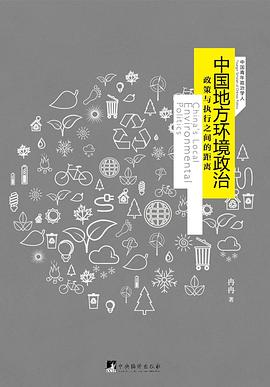 中国青年政治学人
中国地方环境政治
政策与执行之间的距离
China's Local
Environmental
Politics
冉冉 著
中央编译出版社